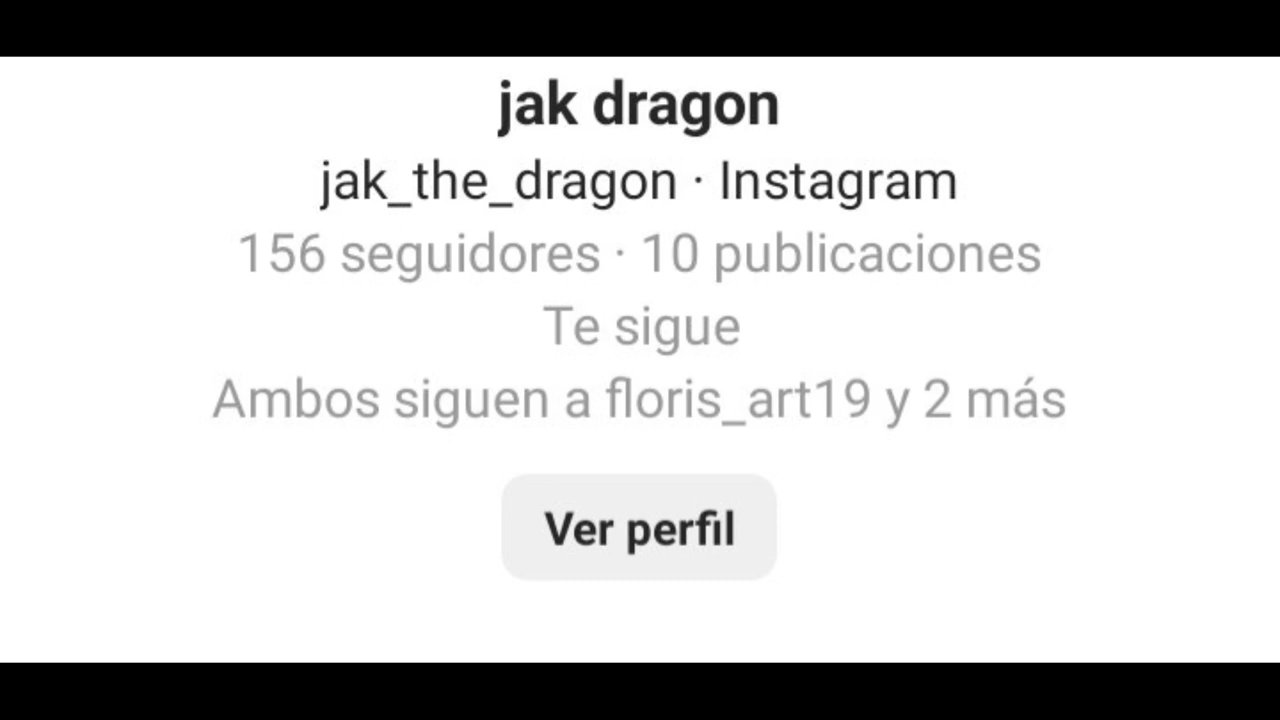 jak dragon
jak_the_dragon · Instagram
156 seguidores · 10 publicaciones
Te sigue
Ambos siguen a floris_art19 y 2 más
Ver perfil